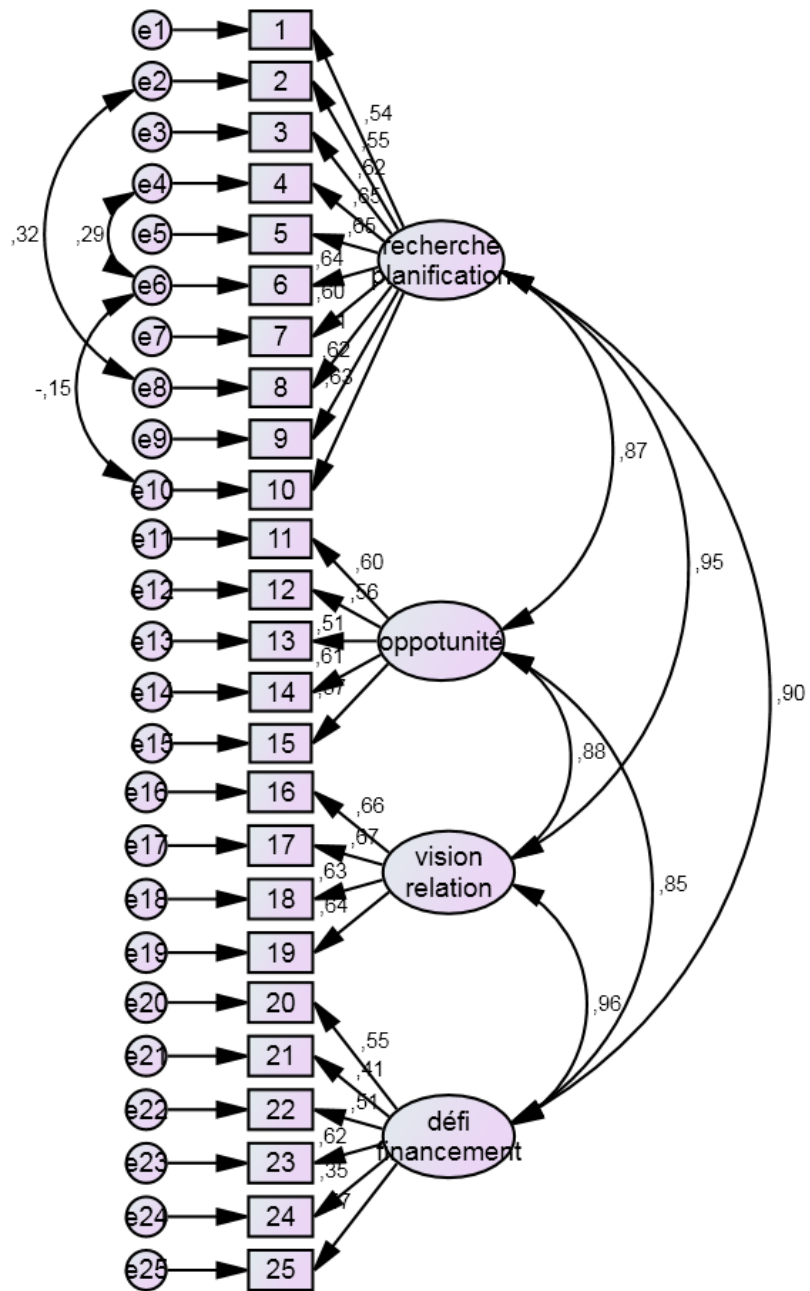 e1 1
e2 2
e3 3
e4 4
e5 5
e6 6
e7 7
e8 8
e9 9
e10 10
e11 11
e12 12
e13 13
e14 14
e15 15
e16 16
e17 17
e18 18
e19 19
e20 20
e21 21
e22 22
e23 23
e24 24
e25 25
,32
,29
-,15
,54
,55
,62
,65
,65
,64
,60
,62
,63
recherche
planification
,60
,56
,51
,61
oppotunité
,66
,67
,63
,64
vision
relation
,55
,41
,51
,62
,35
défi
financement
,87
,95
,90
,88
,85
,96